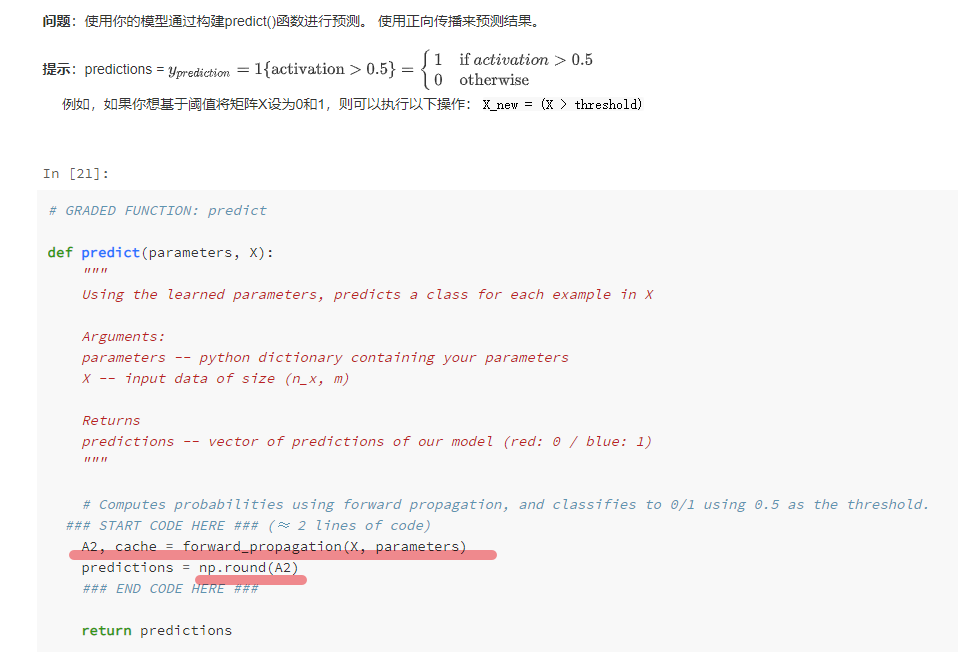 问题：使用你的模型通过构建predict()函数进行预测。 使用正向传播来预测结果。
提示：predictions = y_{prediction} = 1{activation > 0.5} = { 1 if activation > 0.5
0 otherwise
例如，如果你想基于阈值将矩阵X设为0和1，则可以执行以下操作： X_new = (X > threshold)
In [21]:
# GRADED FUNCTION: predict
def predict(parameters, X):
"""
Using the learned parameters, predicts a class for each example in X
Arguments:
parameters -- python dictionary containing your parameters
X -- input data of size (n_x, m)
Returns
predictions -- vector of predictions of our model (red: 0 / blue: 1)
"""
# Computes probabilities using forward propagation, and classifies to 0/1 using 0.5 as the threshold.
### START CODE HERE ### (≈ 2 lines of code)
A2, cache = forward_propagation(X, parameters)
predictions = np.round(A2)
### END CODE HERE ###
return predictions